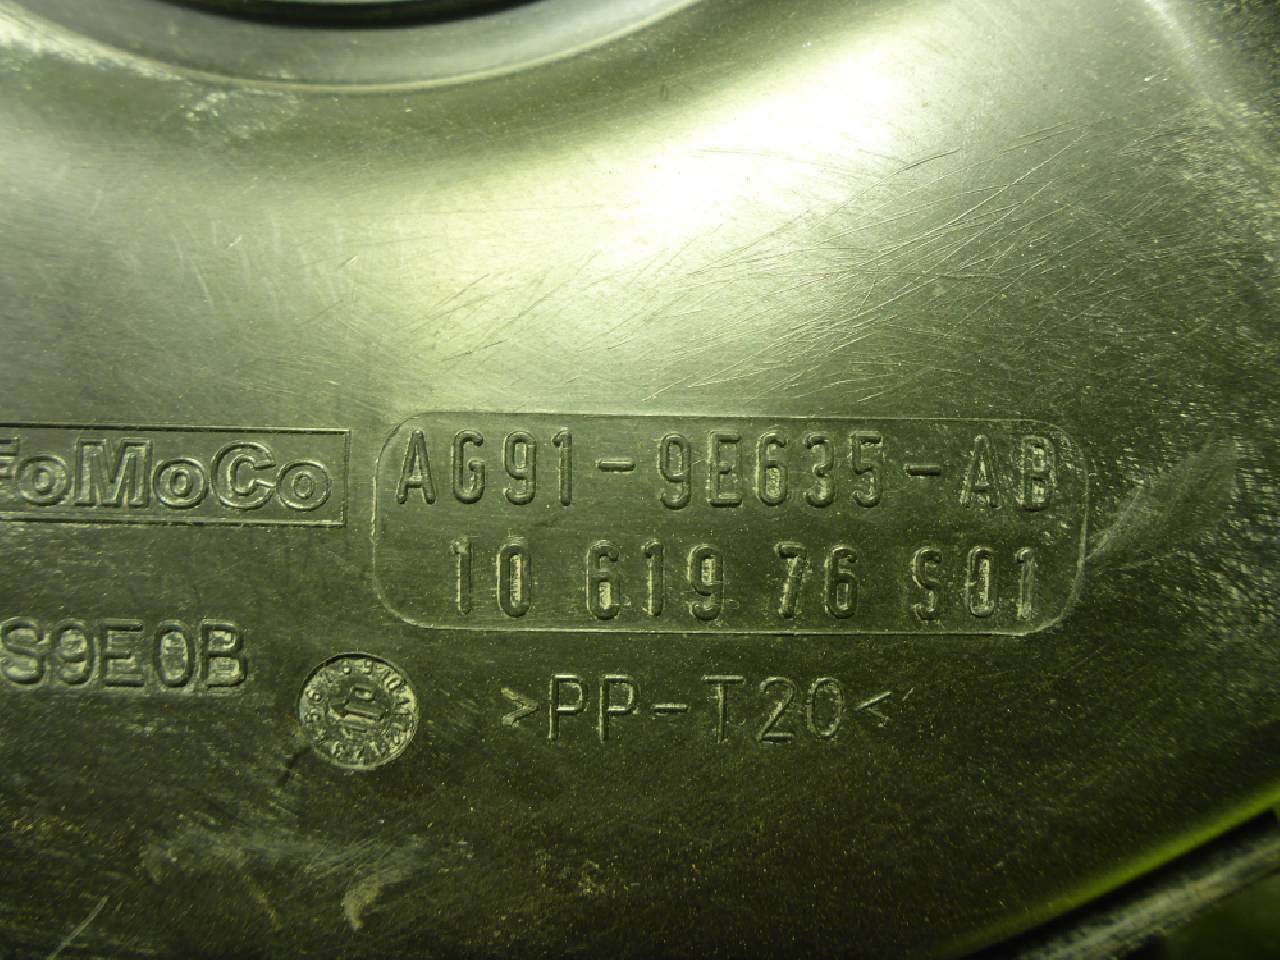 FoMoCo
AG91-9E635-AB
10 619 76 S01
S9E0B
>PP-T20<